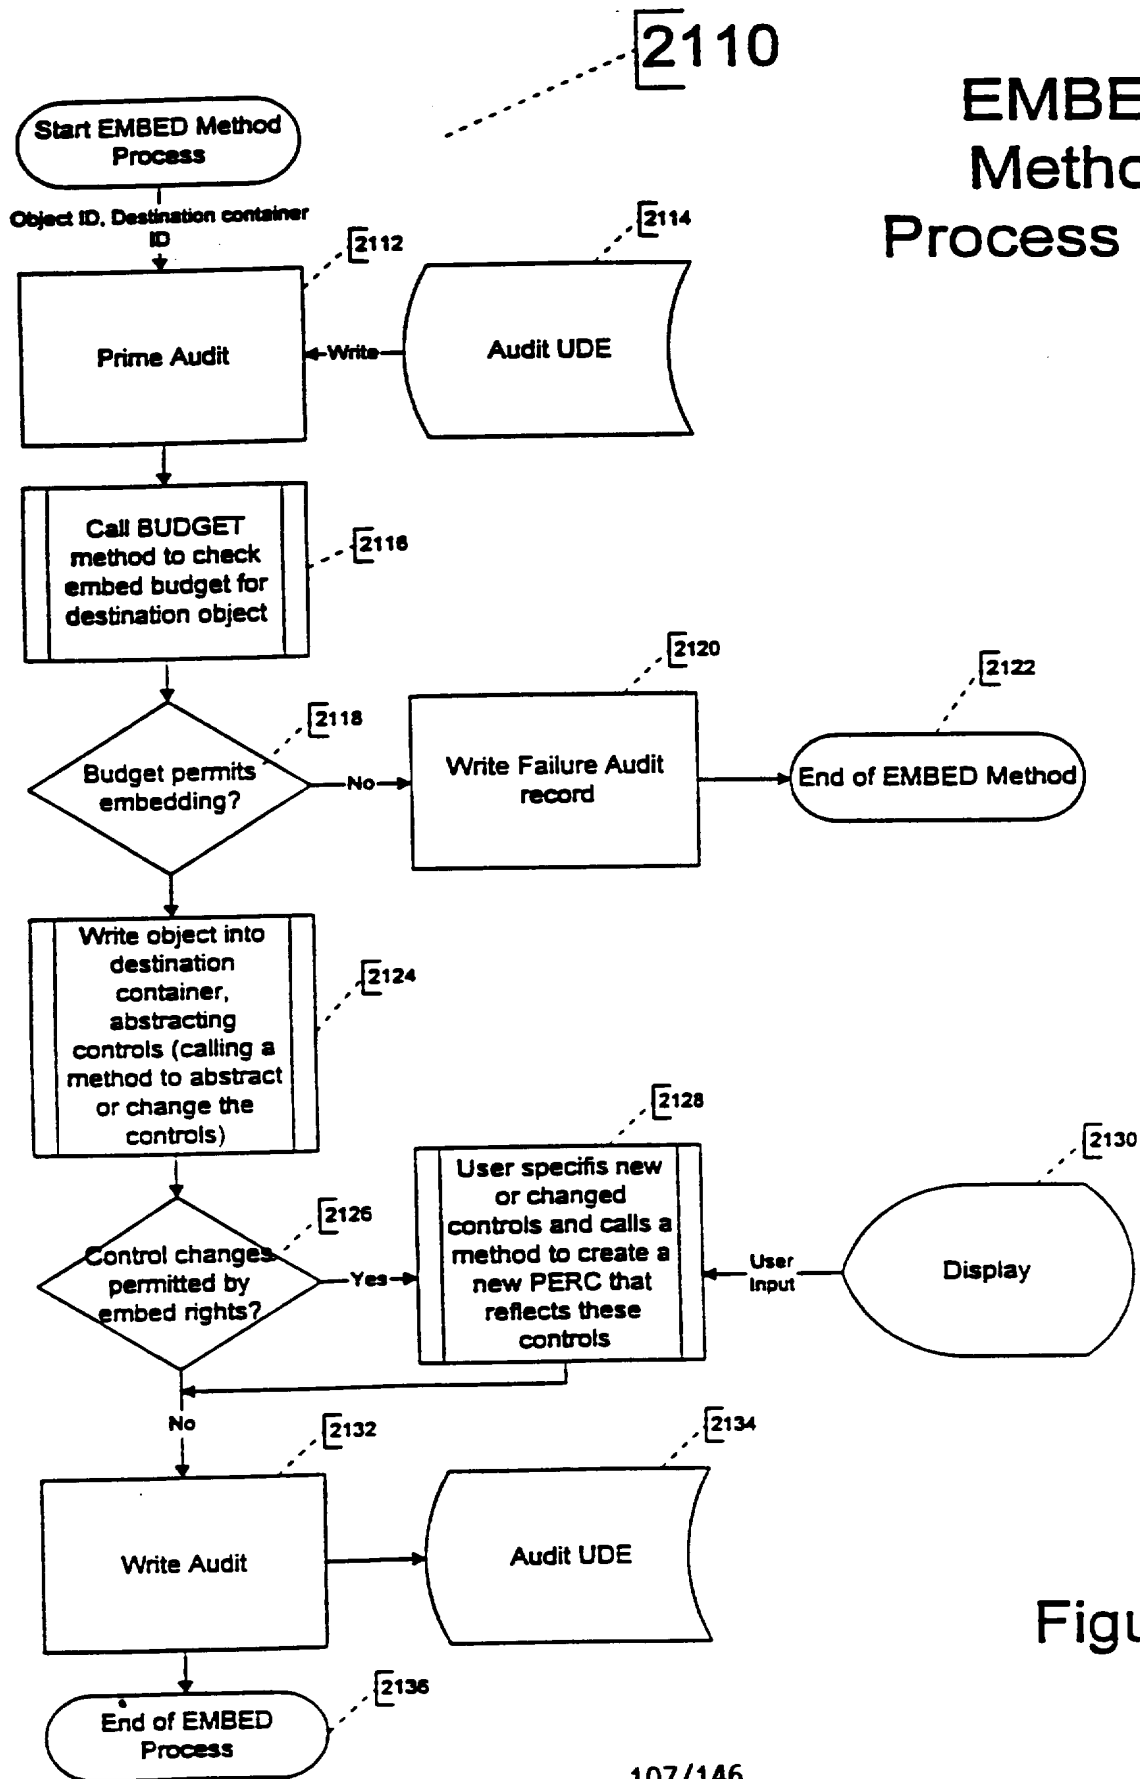 2110
EMBE
Metho
Process
Start EMBED Method
Process
Object ID, Destination container
ID
2112
2114
Prime Audit
Write
Audit UDE
Call BUDGET
method to check
embed budget for
destination object
2116
2118
Budget permits
embedding?
No
2120
Write Failure Audit
record
2122
End of EMBED Method
Write object into
destination
container,
abstracting
controls (calling a
method to abstract
or change the
controls)
2124
2126
Control changes
permitted by
embed rights?
Yes
2128
User specifis new
or changed
controls and calls a
method to create a
new PERC that
reflects these
controls
User
Input
2130
Display
No
2132
Write Audit
2134
Audit UDE
Figu
2136
End of EMBED
Process
107/146